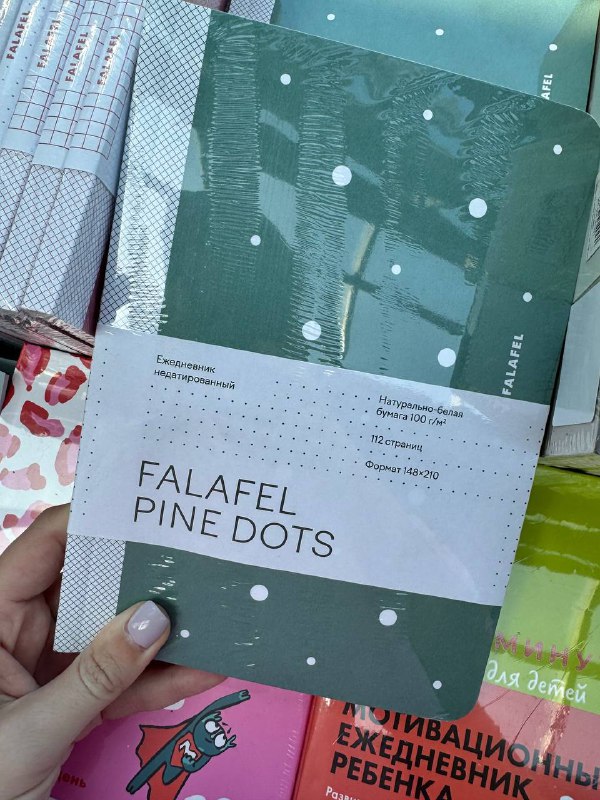 FALAFEL
FALAFEL
FALAFEL
FALAFEL
FALAFEL
Ежедневник
недатированный
Натурально-белая
бумага 100 г/м²
112 страниц
Формат 148×210
FALAFEL
PINE DOTS
для детей
МОТИВАЦИОННЫ
ЕЖЕДНЕВНИК
РЕБЕНКА